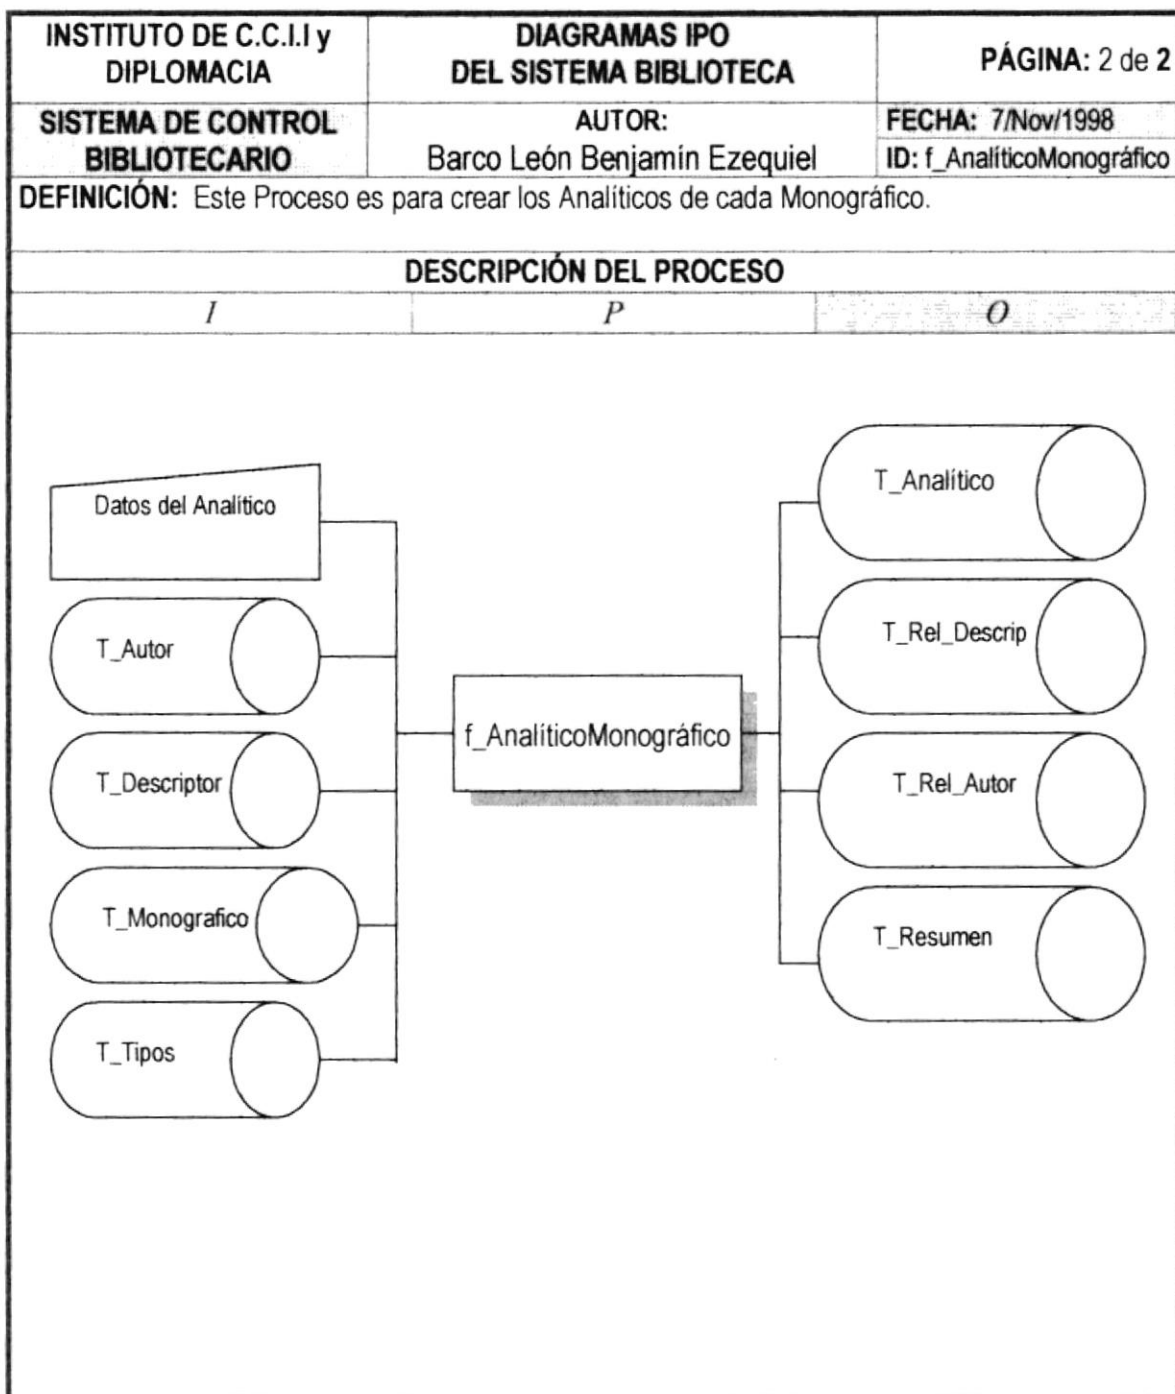 INSTITUTO DE C.C.I.I y
DIPLOMACIA
DIAGRAMAS IPO
DEL SISTEMA BIBLIOTECA
PÁGINA: 2 de 2
SISTEMA DE CONTROL
BIBLIOTECARIO
AUTOR:
Barco León Benjamín Ezequiel
FECHA: 7/Nov/1998
ID: f_AnalíticoMonográfico
DEFINICIÓN: Este Proceso es para crear los Analíticos de cada Monográfico.
DESCRIPCIÓN DEL PROCESO
I
P
O
Datos del Analítico
T_Autor
T_Descriptor
T_Monografico
T_Tipos
f_AnalíticoMonográfico
T_Analítico
T_Rel_Descrip
T_Rel_Autor
T_Resumen